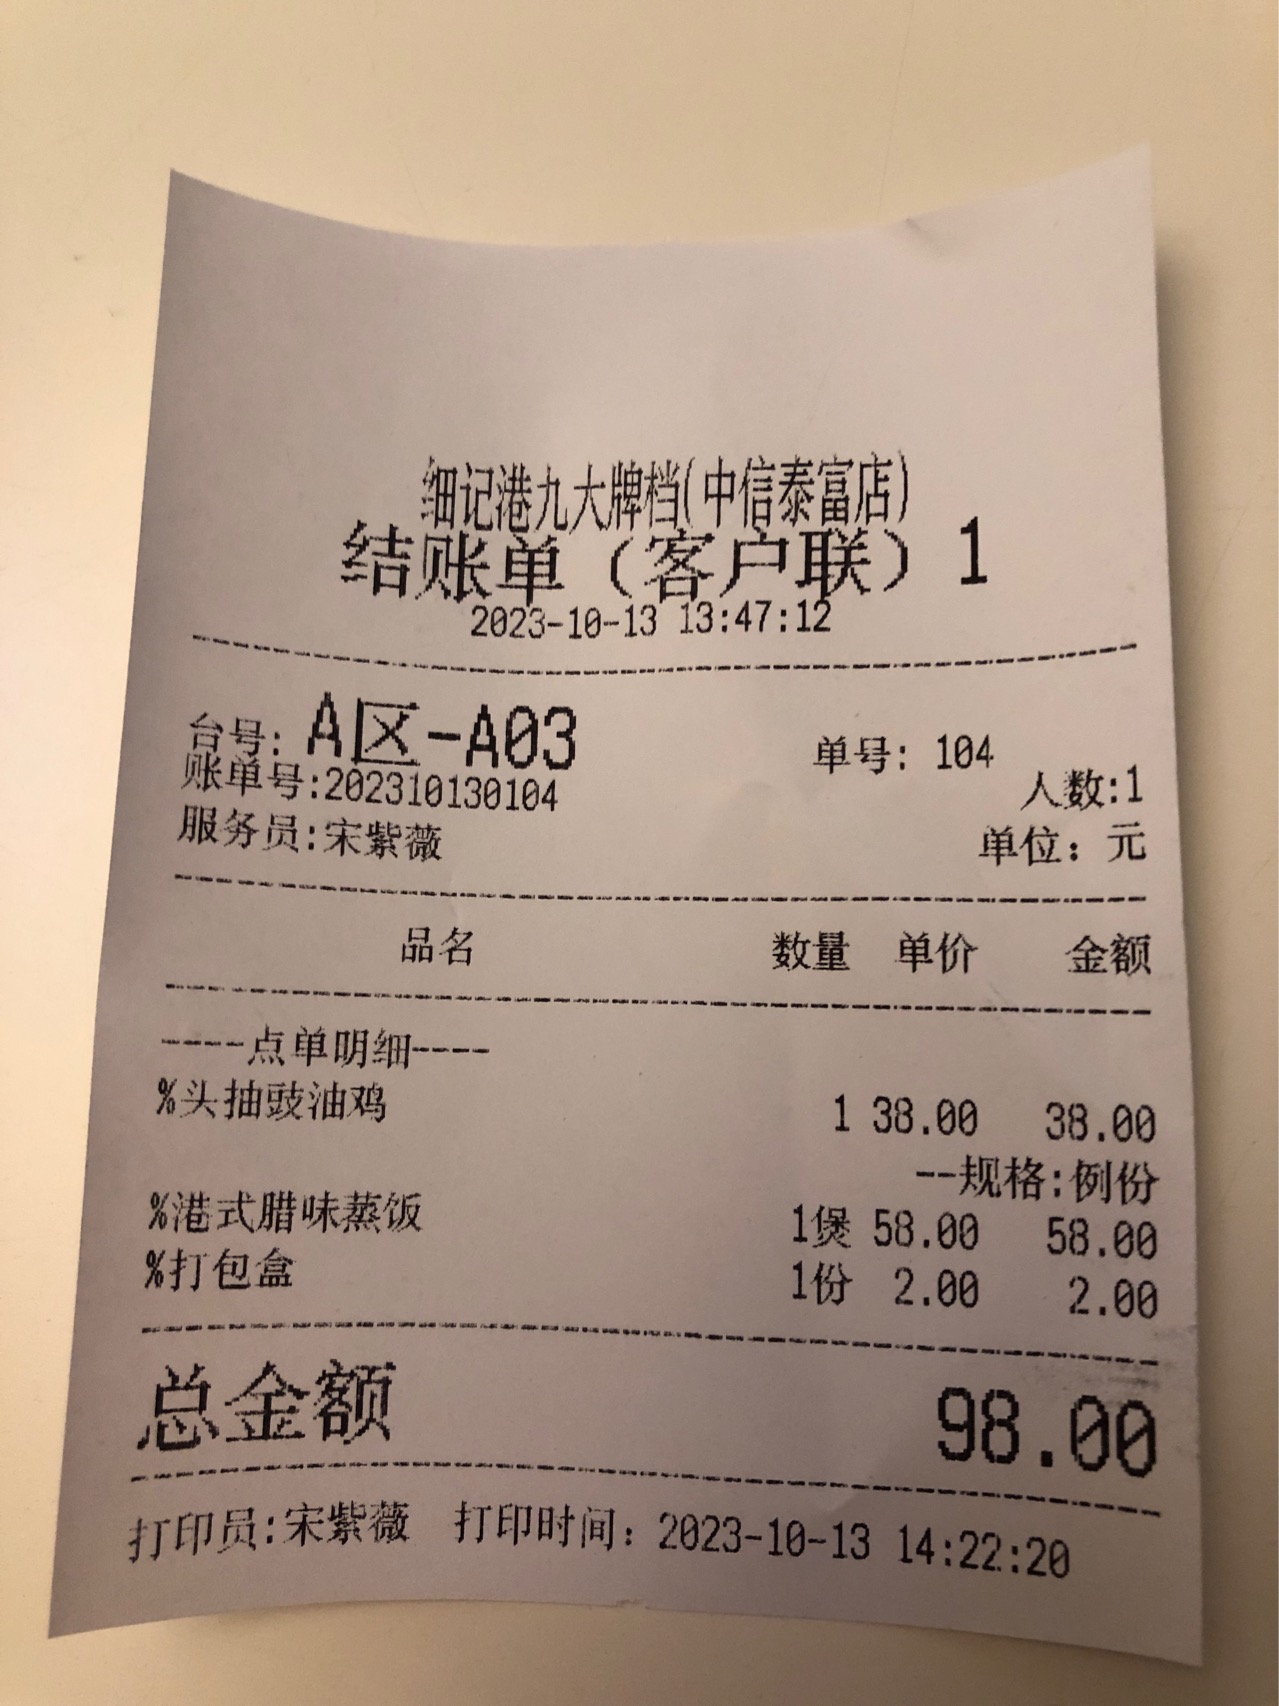 细记港九大牌档(中信泰富店)
结账单（客户联）1
2023-10-13 13:47:12
台号: A区-A03 单号: 104
账单号:202310130104 人数:1
服务员:宋紫薇 单位：元
品名 数量 单价 金额
----点单明细----
%头抽豉油鸡 1 38.00 38.00
--规格:例份
%港式腊味蒸饭 1煲 58.00 58.00
%打包盒 1份 2.00 2.00
总金额 98.00
打印员:宋紫薇 打印时间：2023-10-13 14:22:20